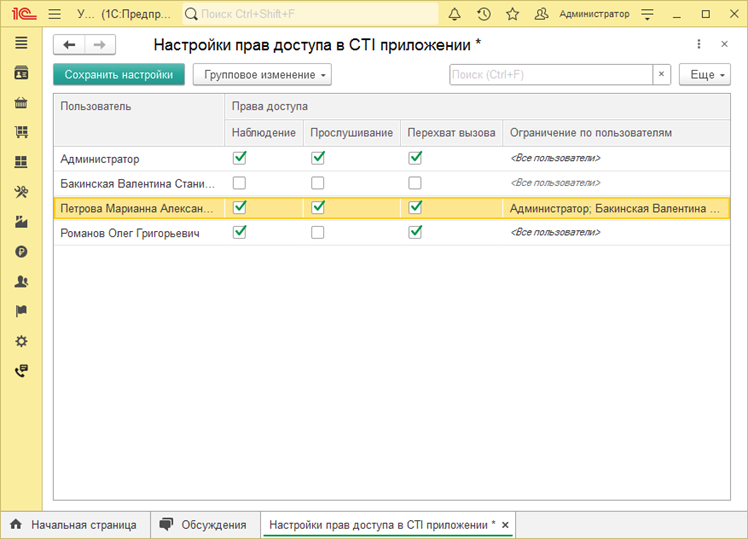 1С У... (1С:Предпр... Поиск Ctrl+Shift+F Администратор
Настройки прав доступа в CTI приложении *
Сохранить настройки Групповое изменение Поиск (Ctrl+F) × Еще
Пользователь Права доступа
Наблюдение Прослушивание Перехват вызова Ограничение по пользователям
Администратор <Все пользователи>
Бакинская Валентина Стани... <Все пользователи>
Петрова Марианна Алексан... Администратор; Бакинская Валентина ...
Романов Олег Григорьевич <Все пользователи>
Начальная страница Обсуждения Настройки прав доступа в CTI приложении * ×